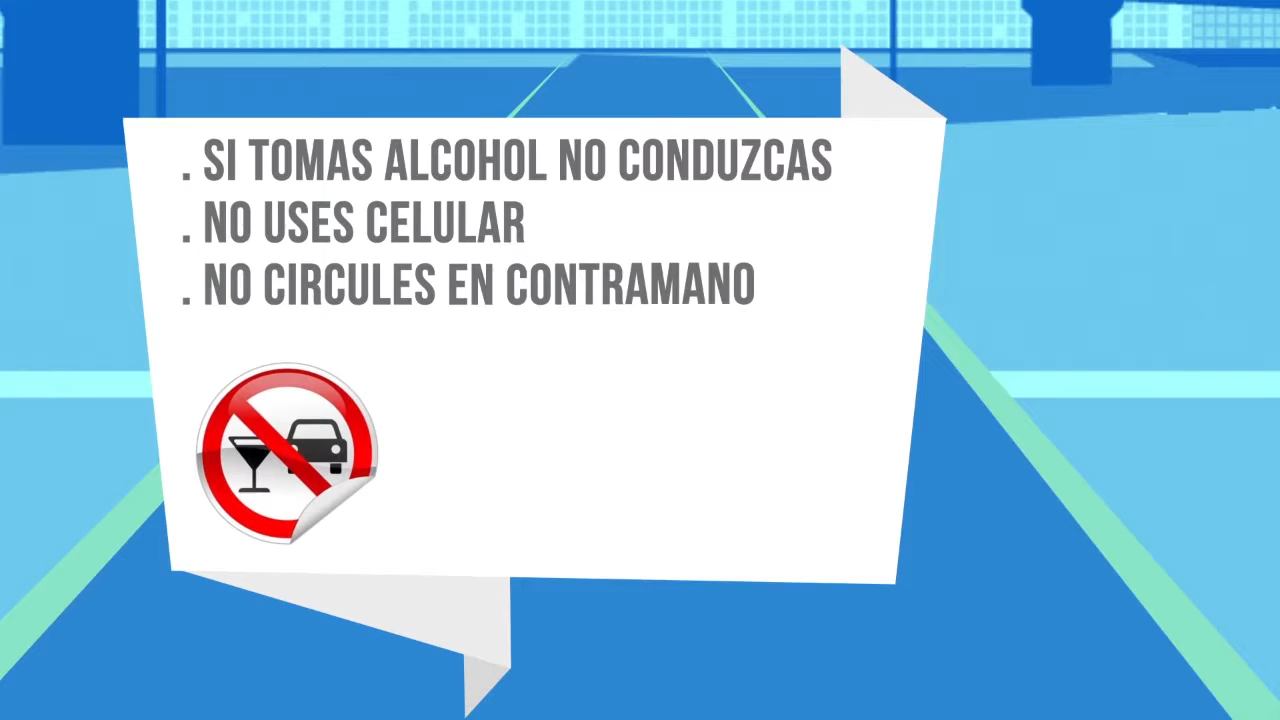 . SI TOMAS ALCOHOL NO CONDUZCAS
. NO USES CELULAR
. NO CIRCULES EN CONTRAMANO